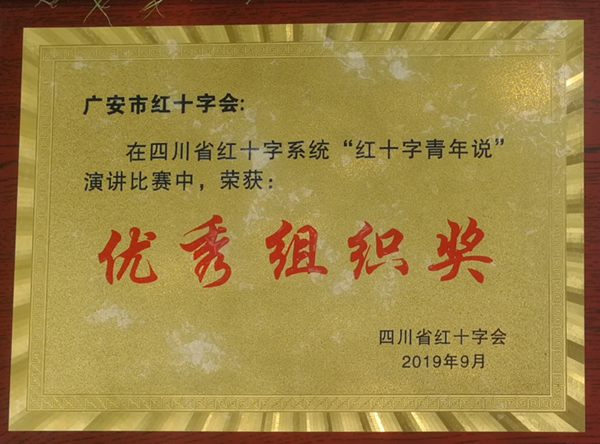 广安市红十字会:
在四川省红十字系统“红十字青年说”
演讲比赛中，荣获:
优秀组织奖
四川省红十字会
2019年9月